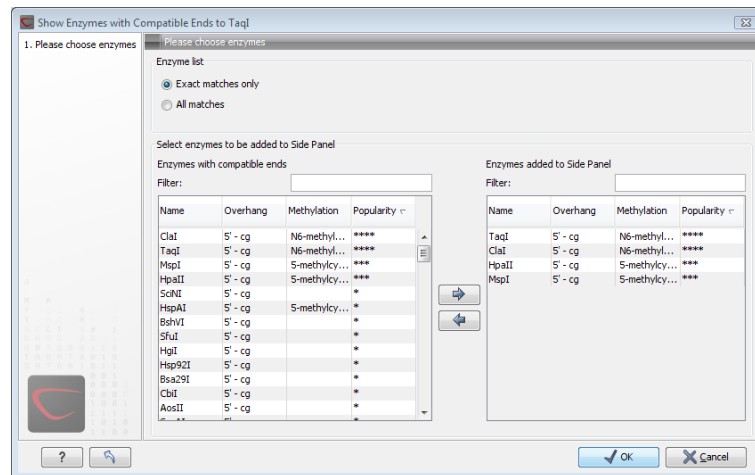 Show Enzymes with Compatible Ends to TaqI
1. Please choose enzymes
Please choose enzymes
Enzyme list
Exact matches only
All matches
Select enzymes to be added to Side Panel
Enzymes with compatible ends
Filter:
Name Overhang Methylation Popularity
ClaI 5' - cg N6-methyl... ****
TaqI 5' - cg N6-methyl... ****
MspI 5' - cg 5-methylcy... ***
HpaII 5' - cg 5-methylcy... ***
SciNI 5' - cg *
HspAI 5' - cg 5-methylcy... *
BshVI 5' - cg *
SfuI 5' - cg *
HgiI 5' - cg *
Hsp92I 5' - cg *
Bsa29I 5' - cg *
CbiI 5' - cg *
AosII 5' - cg *
Enzymes added to Side Panel
Filter:
Name Overhang Methylation Popularity
TaqI 5' - cg N6-methyl... ****
ClaI 5' - cg N6-methyl... ****
HpaII 5' - cg 5-methylcy... ***
MspI 5' - cg 5-methylcy... ***
?
OK
Cancel